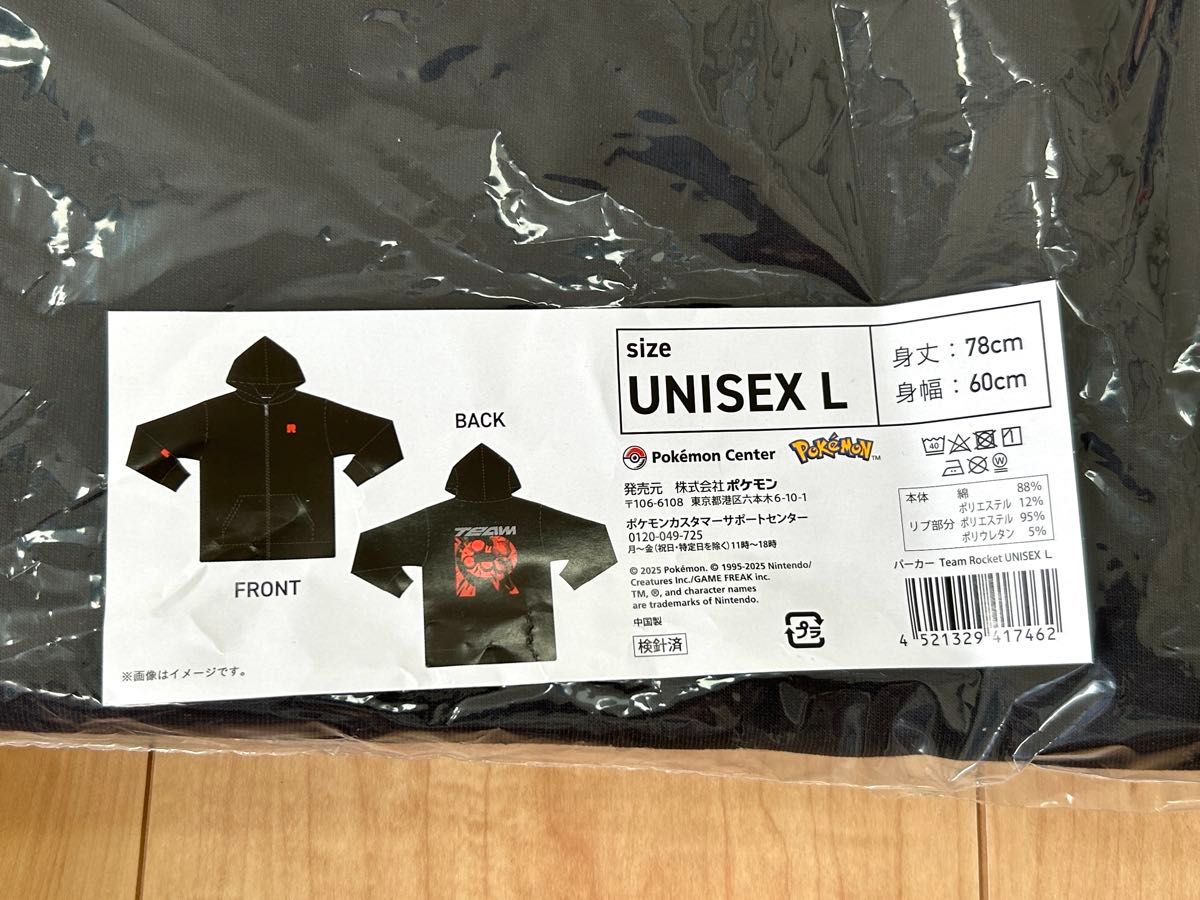 FRONT
BACK
TEAM
R
※画像はイメージです。
size
UNISEX L
身丈：78cm
身幅：60cm
Pokémon Center
POKéMON TM
発売元 株式会社ポケモン
〒106-6108 東京都港区六本木6-10-1
ポケモンカスタマーサポートセンター
0120-049-725
月～金(祝日・特定日を除く)11時～18時
© 2025 Pokémon. © 1995-2025 Nintendo/
Creatures Inc./GAME FREAK inc.
TM, ®, and character names
are trademarks of Nintendo.
中国製
検針済
プラ
40
W
本体 綿 88%
ポリエステル 12%
リブ部分 ポリエステル 95%
ポリウレタン 5%
パーカー Team Rocket UNISEX L
4 521329 417462